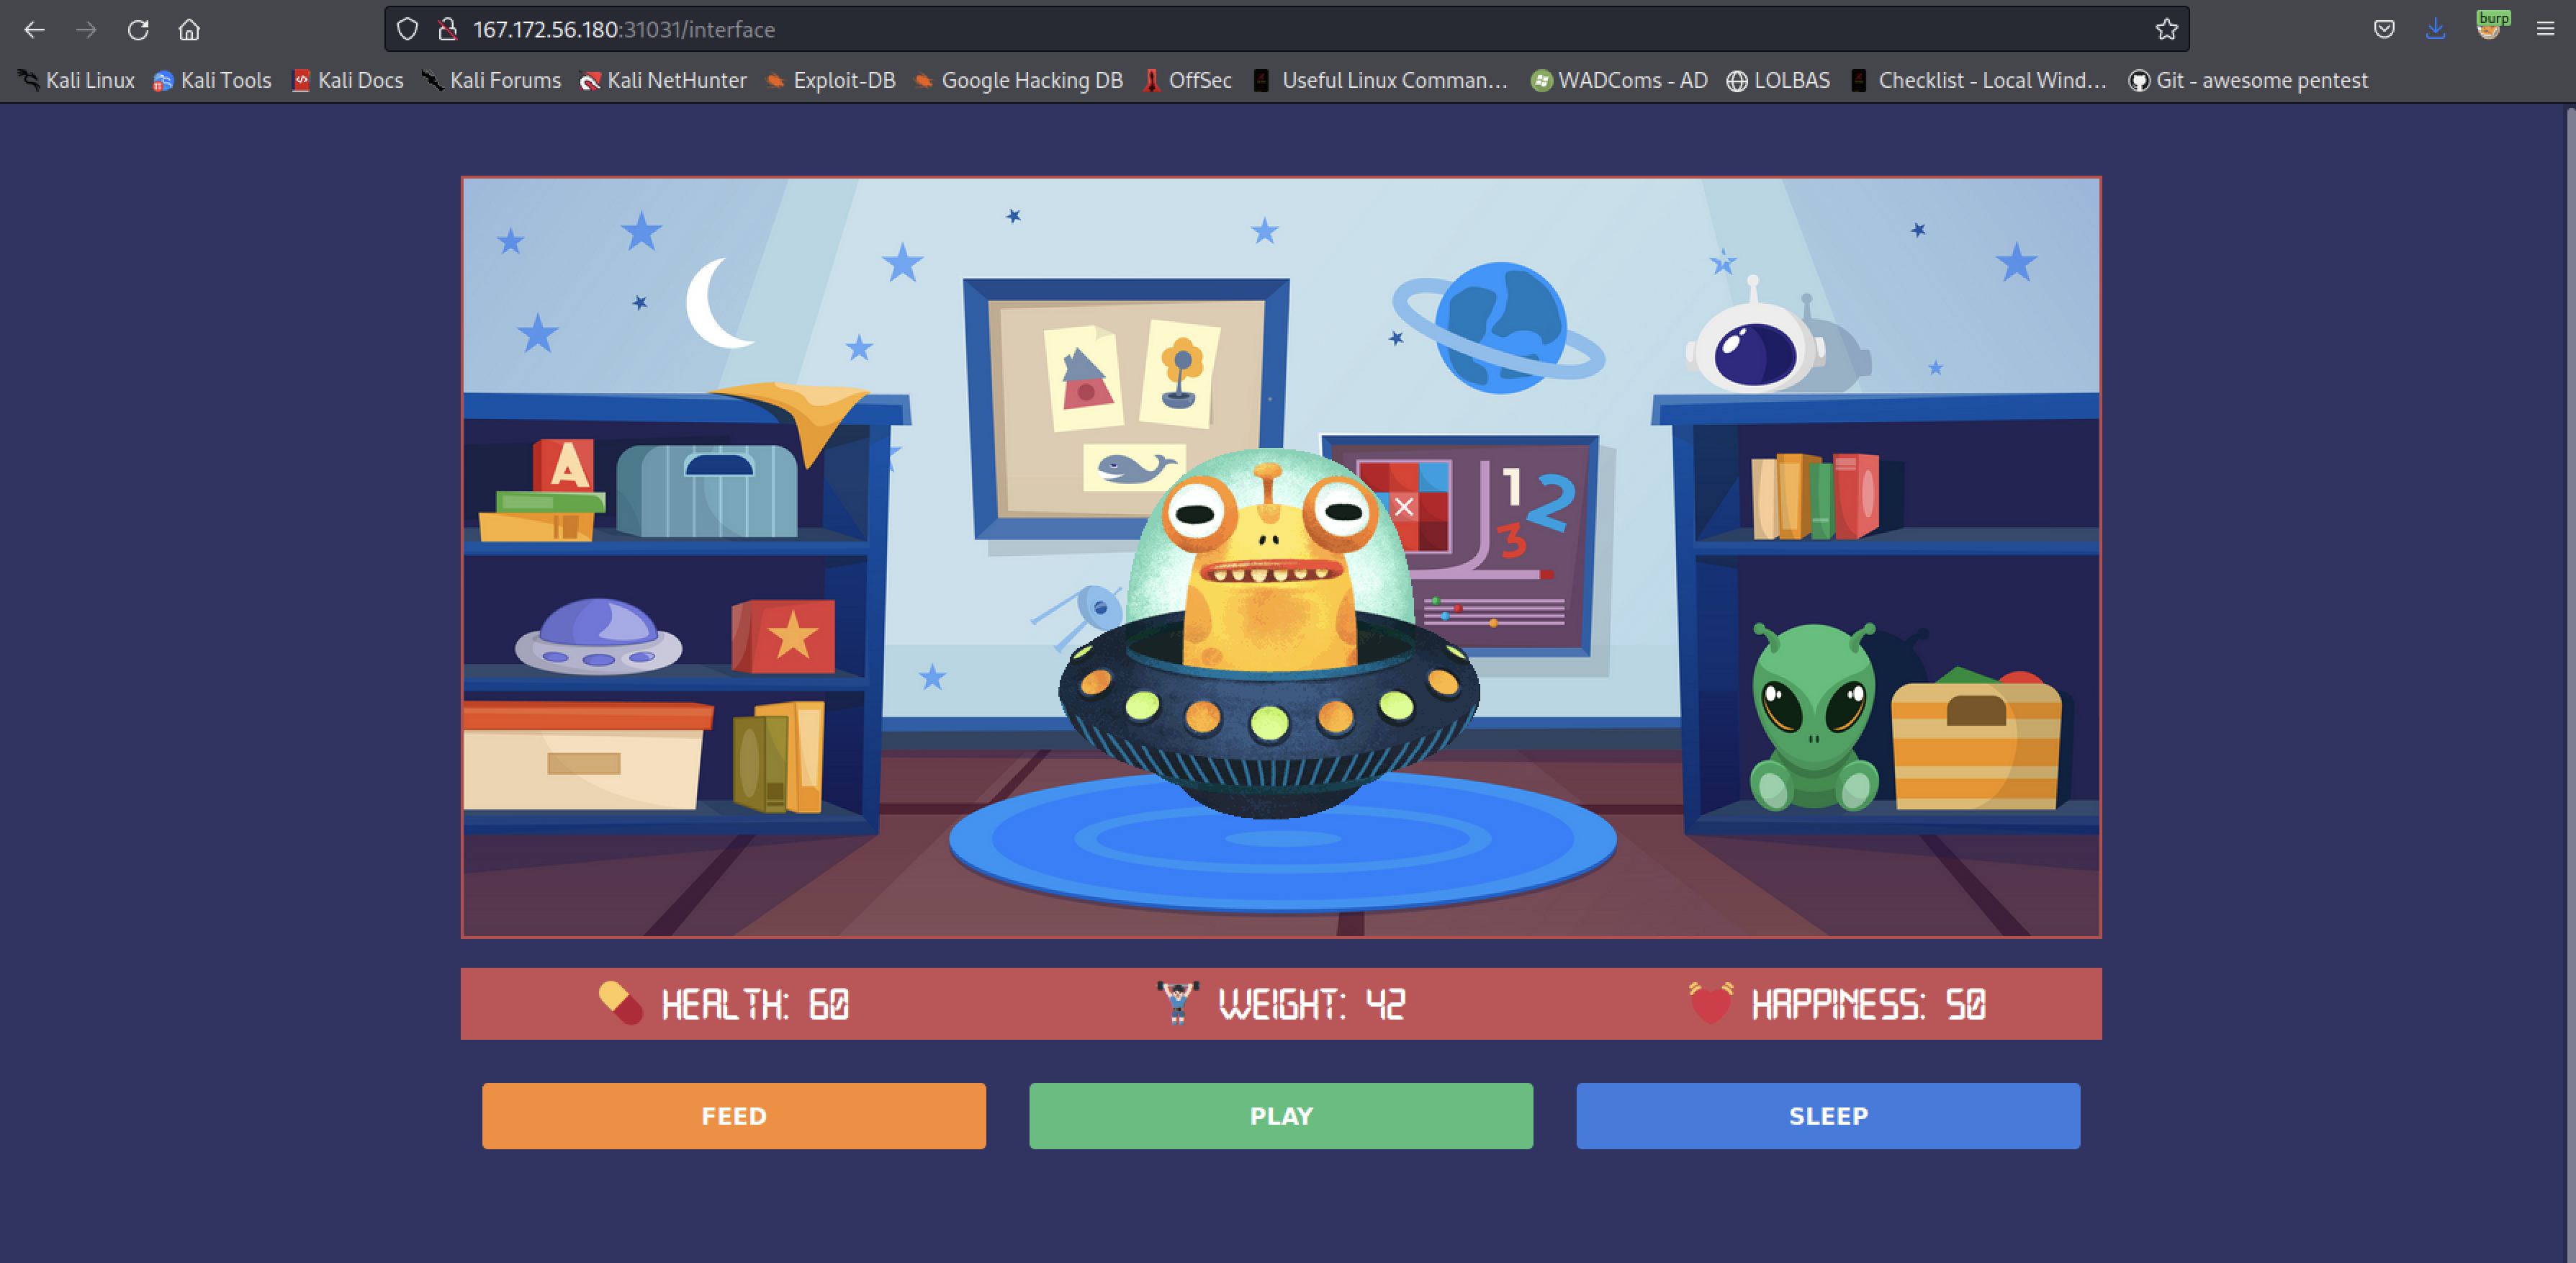 burp
167.172.56.180:31031/interface
Kali Linux Kali Tools Kali Docs Kali Forums Kali NetHunter Exploit-DB Google Hacking DB OffSec Useful Linux Comman… WADComs - AD LOLBAS Checklist - Local Wind… Git - awesome pentest
A
1 2
3
HEALTH: 60 WEIGHT: 42 HAPPINESS: 50
FEED PLAY SLEEP